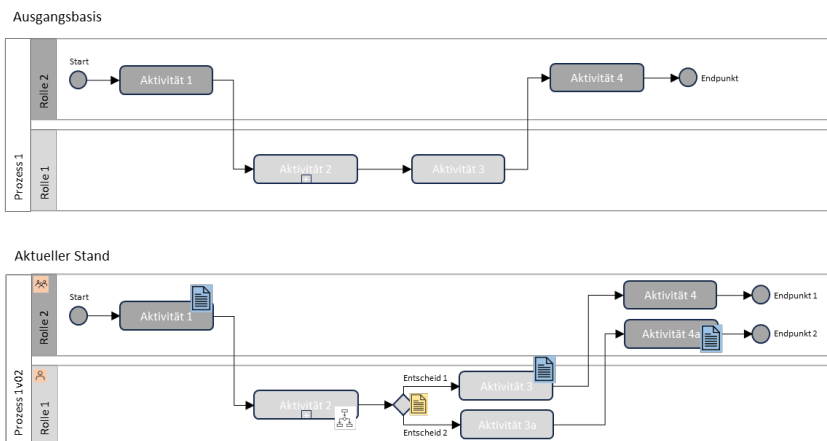 Ausgangsbasis
Prozess 1
Rolle 2
Start
Aktivität 1
Aktivität 4
Endpunkt
Rolle 1
Aktivität 2
Aktivität 3
Aktueller Stand
Prozess 1v02
Rolle 2
Start
Aktivität 1
Aktivität 4
Endpunkt 1
Aktivität 4a
Endpunkt 2
Rolle 1
Aktivität 2
Entscheid 1
Aktivität 3
Entscheid 2
Aktivität 3a